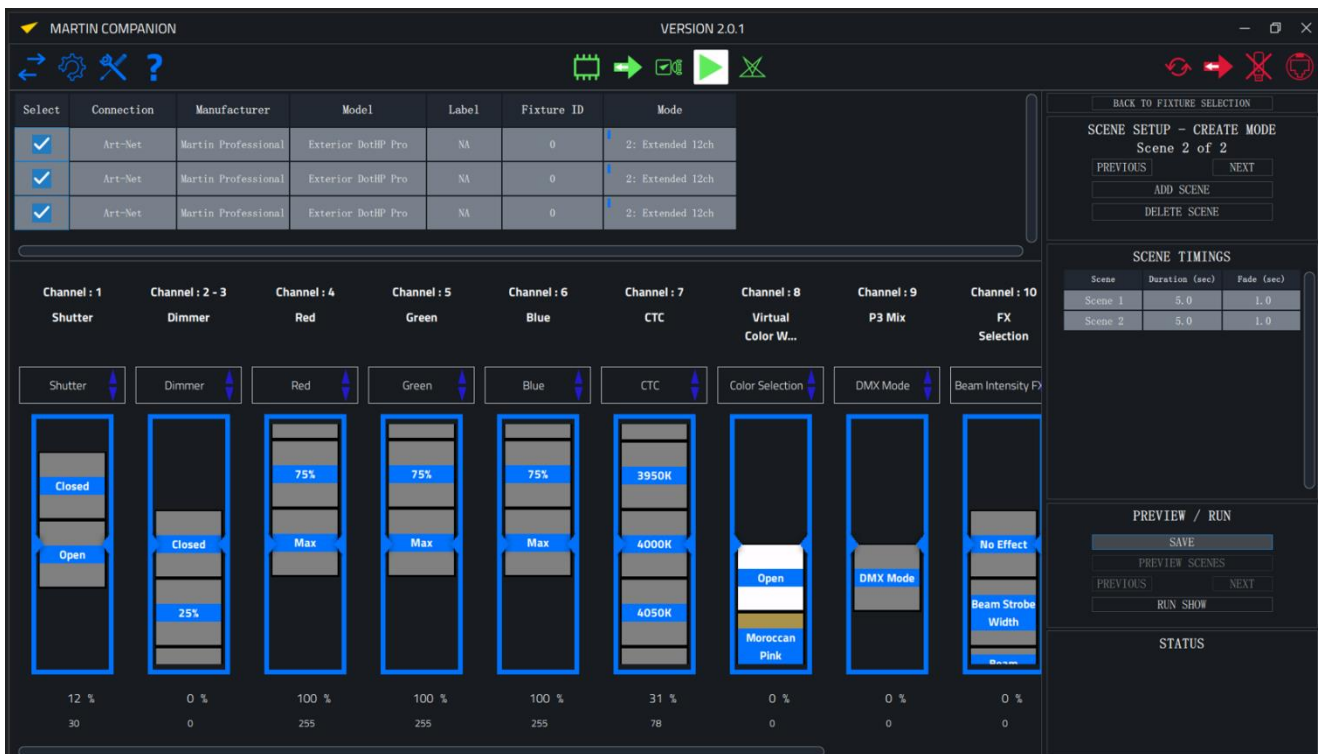 MARTIN COMPANION
VERSION 2.0.1
?
Select Connection Manufacturer Model Label Fixture ID Mode
Art-Net Martin Professional Exterior DotHP Pro NA 0 2: Extended 12ch
Art-Net Martin Professional Exterior DotHP Pro NA 0 2: Extended 12ch
Art-Net Martin Professional Exterior DotHP Pro NA 0 2: Extended 12ch
Channel : 1 Channel : 2 - 3 Channel : 4 Channel : 5 Channel : 6 Channel : 7 Channel : 8 Channel : 9 Channel : 10
Shutter Dimmer Red Green Blue CTC Virtual P3 Mix FX
Color W... Selection
Shutter Dimmer Red Green Blue CTC Color Selection DMX Mode Beam Intensity FX
75% 75% 75% 3950K
Closed
Closed Max Max Max 4000K No Effect
Open
Open DMX Mode
25% 4050K Beam Strobe
Width
Moroccan
Pink
Beam
12 % 0 % 100 % 100 % 100 % 31 % 0 % 0 % 0 %
30 0 255 255 255 78 0 0 0
BACK TO FIXTURE SELECTION
SCENE SETUP - CREATE MODE
Scene 2 of 2
PREVIOUS NEXT
ADD SCENE
DELETE SCENE
SCENE TIMINGS
Scene Duration (sec) Fade (sec)
Scene 1 5.0 1.0
Scene 2 5.0 1.0
PREVIEW / RUN
SAVE
PREVIEW SCENES
PREVIOUS NEXT
RUN SHOW
STATUS